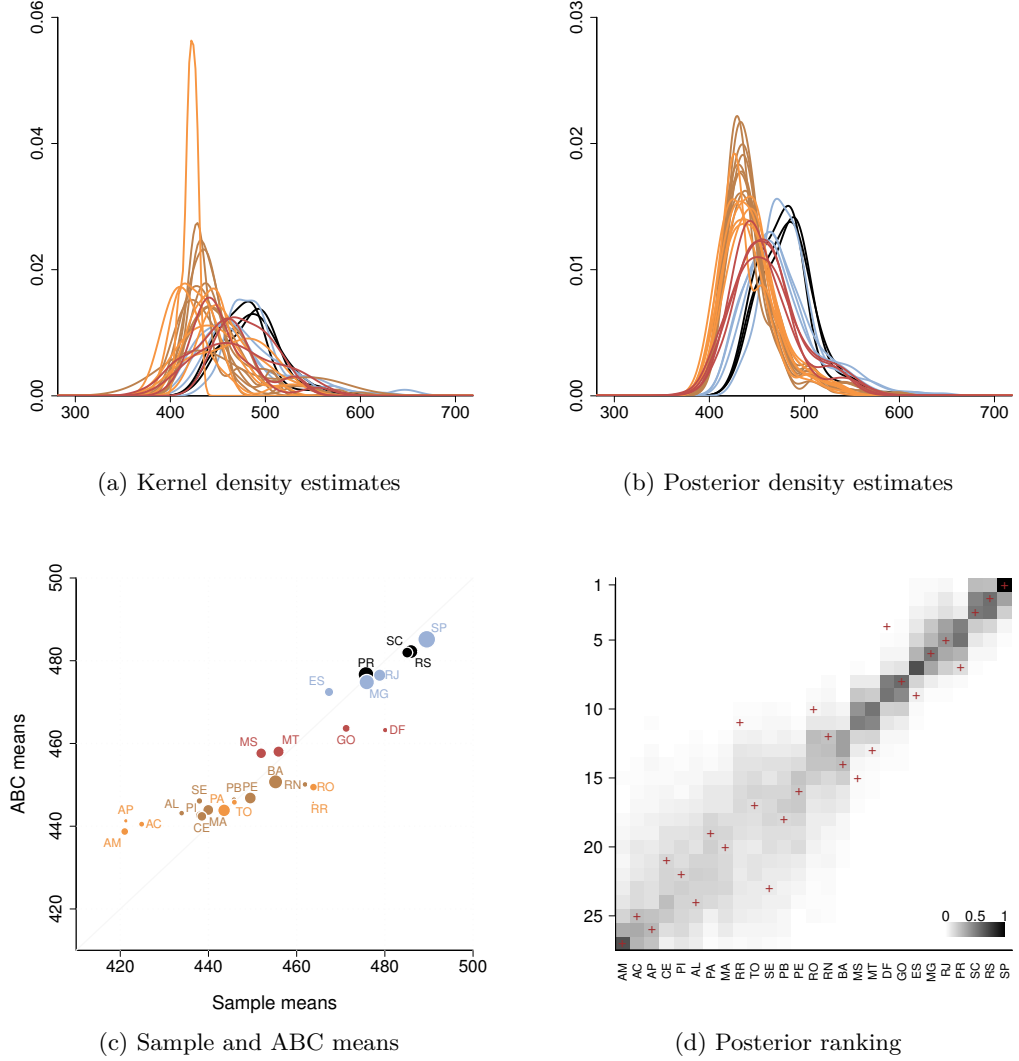 0.00 0.02 0.04 0.06
300 400 500 600 700
(a) Kernel density estimates
0.00 0.01 0.02 0.03
300 400 500 600 700
(b) Posterior density estimates
ABC means
420 440 460 480 500
SP
SC
RS
PR
RJ
ES
MG
MS
MT
GO
DF
BA
RN
RO
SE
PB
PE
PA
AL
PI
TO
RR
AP
AC
CE
MA
AM
420 440 460 480 500
Sample means
(c) Sample and ABC means
1
5
10
15
20
25
0 0.5 1
AM AC AP CE PI AL PA MA RR TO SE PB PE RO RN BA MS MT DF GO ES MG RJ PR SC RS SP
(d) Posterior ranking